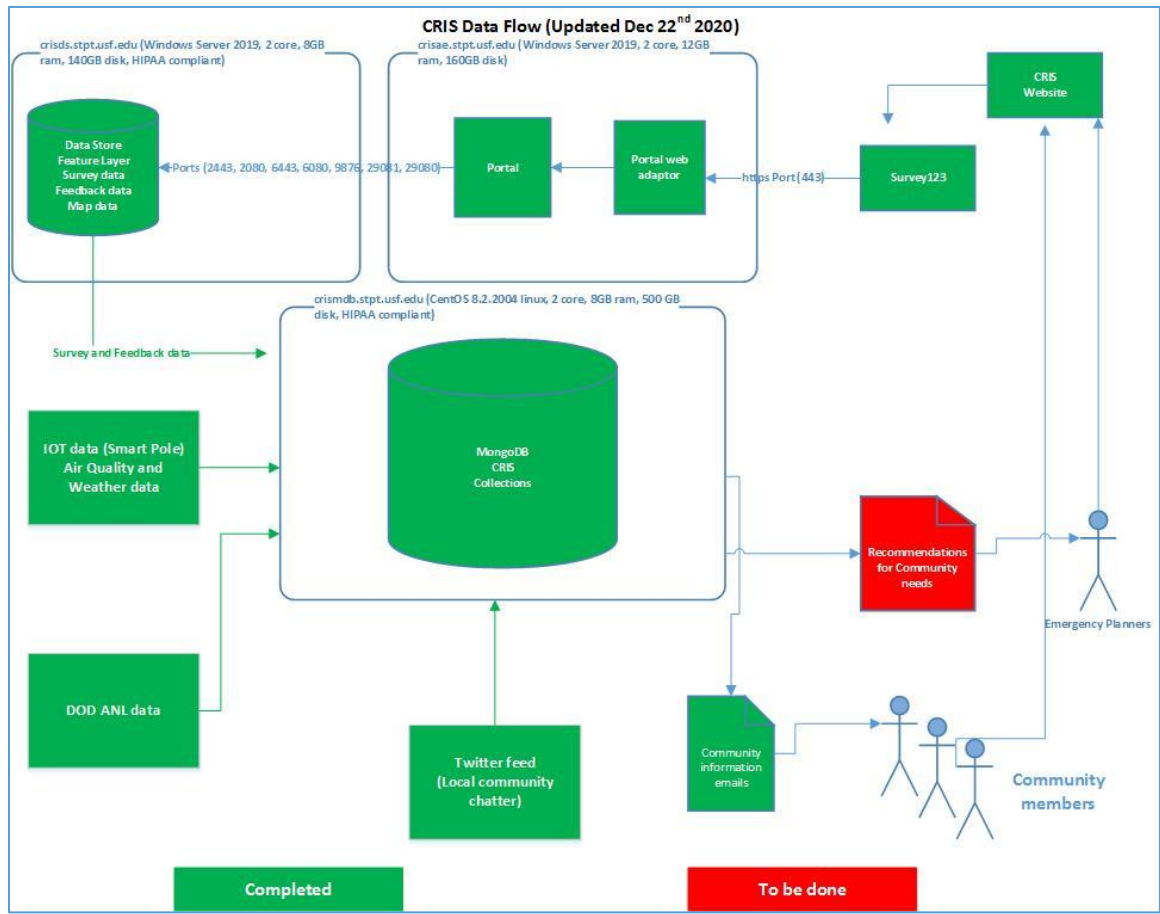 CRIS Data Flow (Updated Dec 22nd 2020)
crisds.stpt.usf.edu (Windows Server 2019, 2 core, 8GB
ram, 140GB disk, HIPAA compliant)
crisae.stpt.usf.edu (Windows Server 2019, 2 core, 12GB
ram, 160GB disk)
CRIS
Website
Data Store
Feature Layer
Survey data
Feedback data
Map data
Ports (2443, 2080, 6443, 6080, 9876, 29081, 29080)
Portal
Portal web
adaptor
https Port (443)
Survey123
crismdb.stpt.usf.edu (CentOS 8.2.2004 linux, 2 core, 8GB ram, 500 GB
disk, HIPAA compliant)
Survey and Feedback data
IOT data (Smart Pole)
Air Quality and
Weather data
MongoDB
CRIS
Collections
Recommendations
for Community
needs
Emergency Planners
DOD ANL data
Twitter feed
(Local community
chatter)
Community
information
emails
Community
members
Completed
To be done